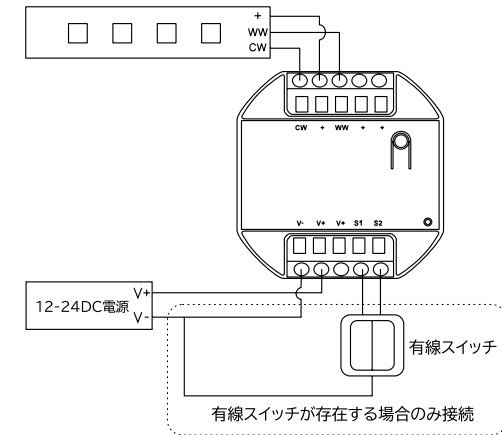 +
WW
CW
CW + WW + +
V- V+ V+ S1 S2
12-24DC電源
V+
V-
有線スイッチ
有線スイッチが存在する場合のみ接続